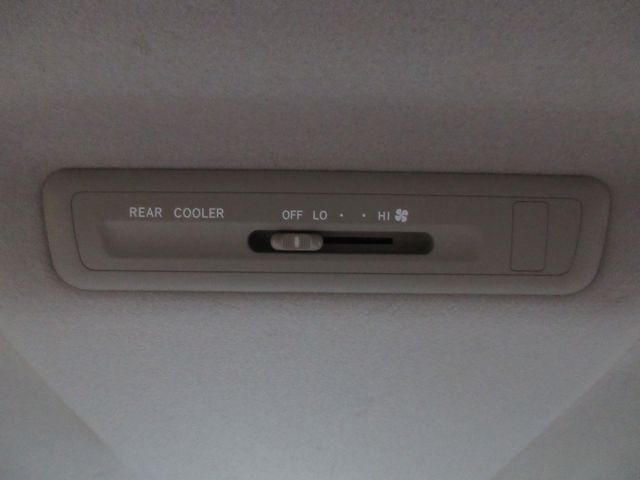 REAR COOLER OFF LO · · HI